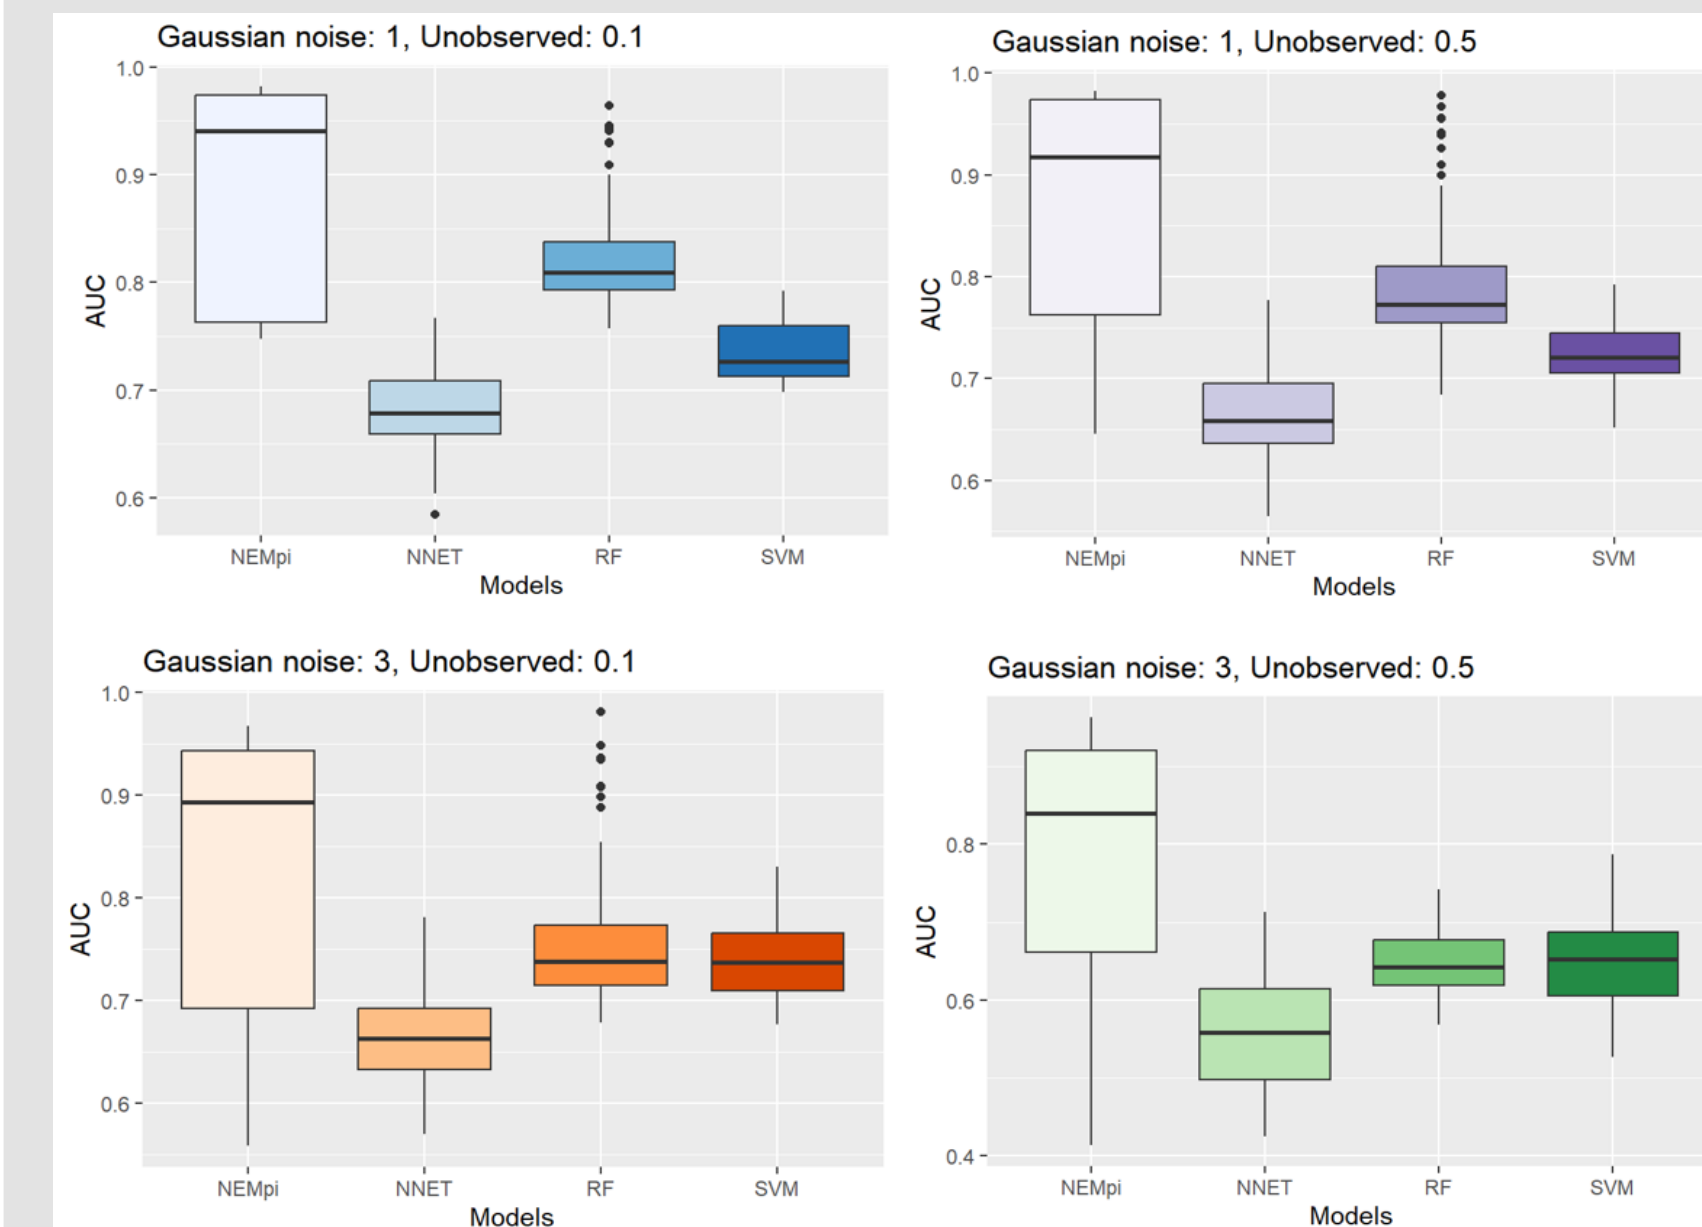 Gaussian noise: 1, Unobserved: 0.1
1.0
0.9
0.8
0.7
0.6
AUC
NEMpi NNET RF SVM
Models
Gaussian noise: 1, Unobserved: 0.5
1.0
0.9
0.8
0.7
0.6
AUC
NEMpi NNET RF SVM
Models
Gaussian noise: 3, Unobserved: 0.1
1.0
0.9
0.8
0.7
0.6
AUC
NEMpi NNET RF SVM
Models
Gaussian noise: 3, Unobserved: 0.5
0.8
0.6
0.4
AUC
NEMpi NNET RF SVM
Models